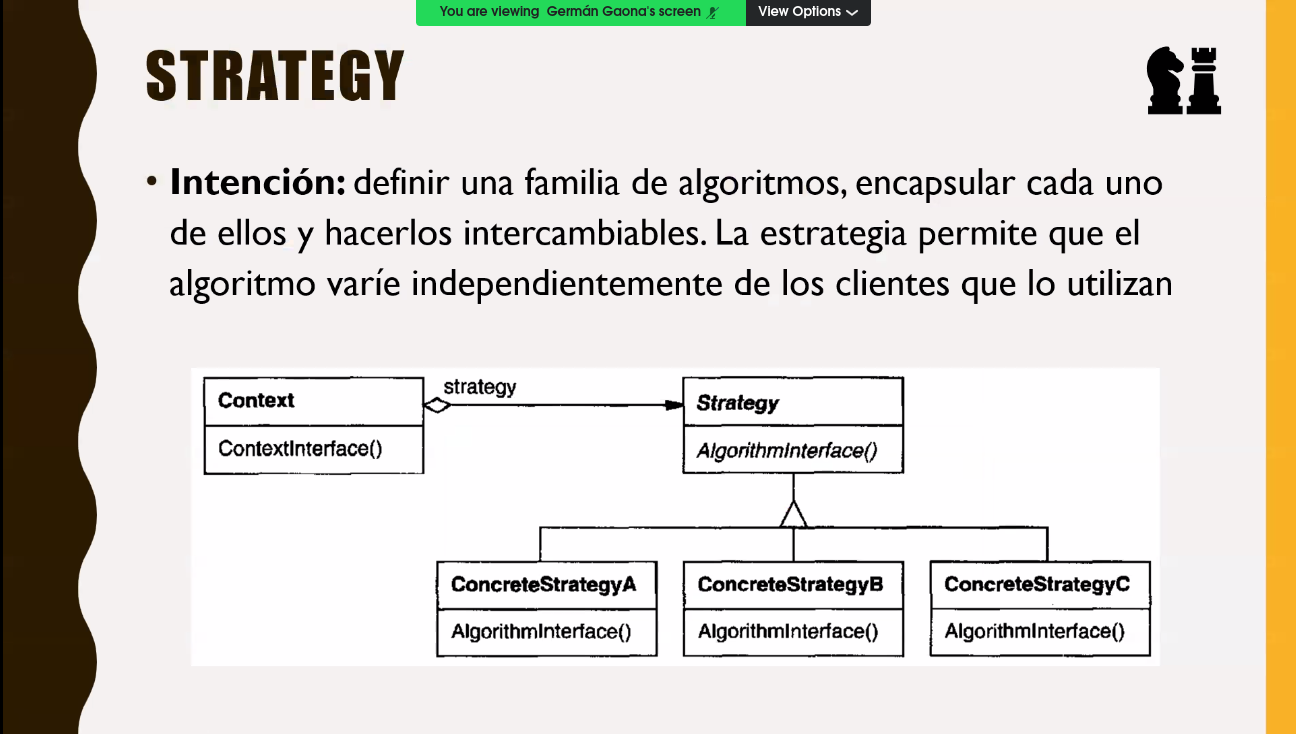 You are viewing Germán Gaona's screen
View Options
STRATEGY
• Intención: definir una familia de algoritmos, encapsular cada uno
de ellos y hacerlos intercambiables. La estrategia permite que el
algoritmo varíe independientemente de los clientes que lo utilizan
strategy
Context
Strategy
ContextInterface()
AlgorithmInterface()
ConcreteStrategyA
ConcreteStrategyB
ConcreteStrategyC
AlgorithmInterface()
AlgorithmInterface()
AlgorithmInterface()